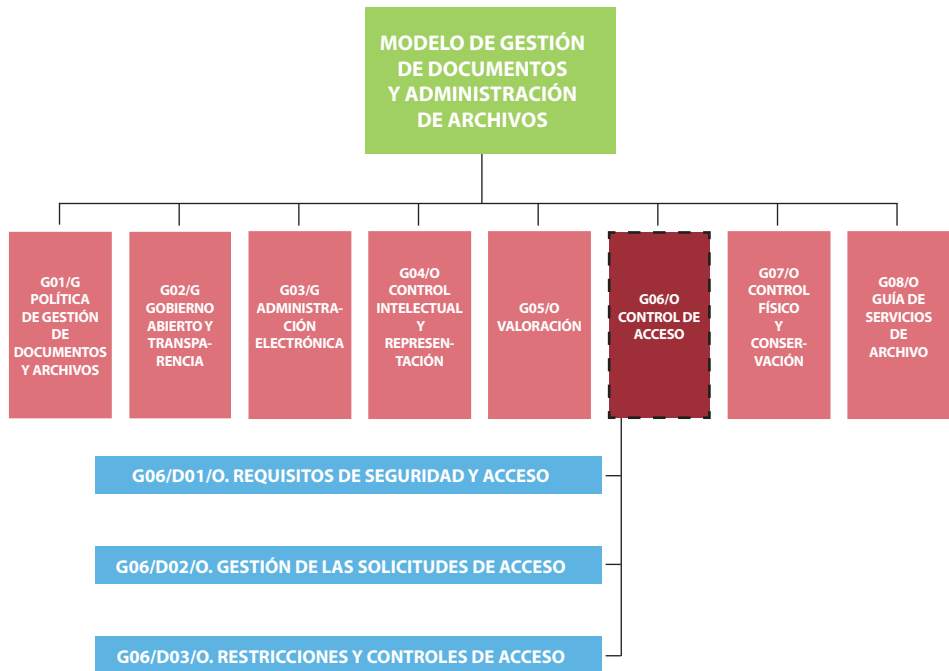 MODELO DE GESTIÓN
DE DOCUMENTOS
Y ADMINISTRACIÓN
DE ARCHIVOS
G01/G
POLÍTICA
DE GESTIÓN
DE
DOCUMENTOS
Y ARCHIVOS
G02/G
GOBIERNO
ABIERTO Y
TRANSPA-
RENCIA
G03/G
ADMINISTRA-
CIÓN
ELECTRÓNICA
G04/O
CONTROL
INTELECTUAL
Y
REPRESEN-
TACIÓN
G05/O
VALORACIÓN
G06/O
CONTROL DE
ACCESO
G07/O
CONTROL
FÍSICO
Y
CONSER-
VACIÓN
G08/O
GUÍA DE
SERVICIOS
DE
ARCHIVO
G06/D01/O. REQUISITOS DE SEGURIDAD Y ACCESO
G06/D02/O. GESTIÓN DE LAS SOLICITUDES DE ACCESO
G06/D03/O. RESTRICCIONES Y CONTROLES DE ACCESO